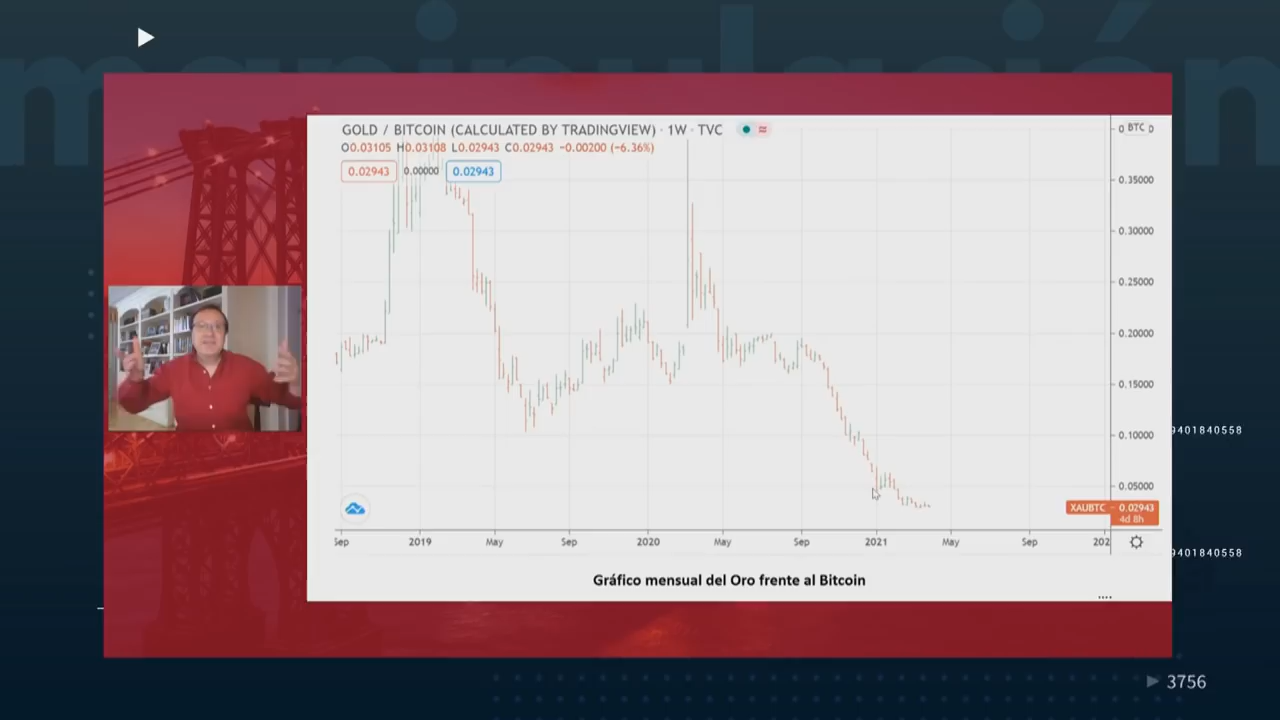 manipulación
GOLD / BITCOIN (CALCULATED BY TRADINGVIEW) · 1W · TVC
O0.03105 H0.03108 L0.02943 C0.02943 −0.00200 (−6.36%)
0.02943 0.00000 0.02943
BTC
0.35000
0.30000
0.25000
0.20000
0.15000
0.10000
0.05000
XAUBTC − 0.02943
4d 8h
Sep 2019 May Sep 2020 May Sep 2021 May Sep 202
Gráfico mensual del Oro frente al Bitcoin
....
9401840558
9401840558
3756